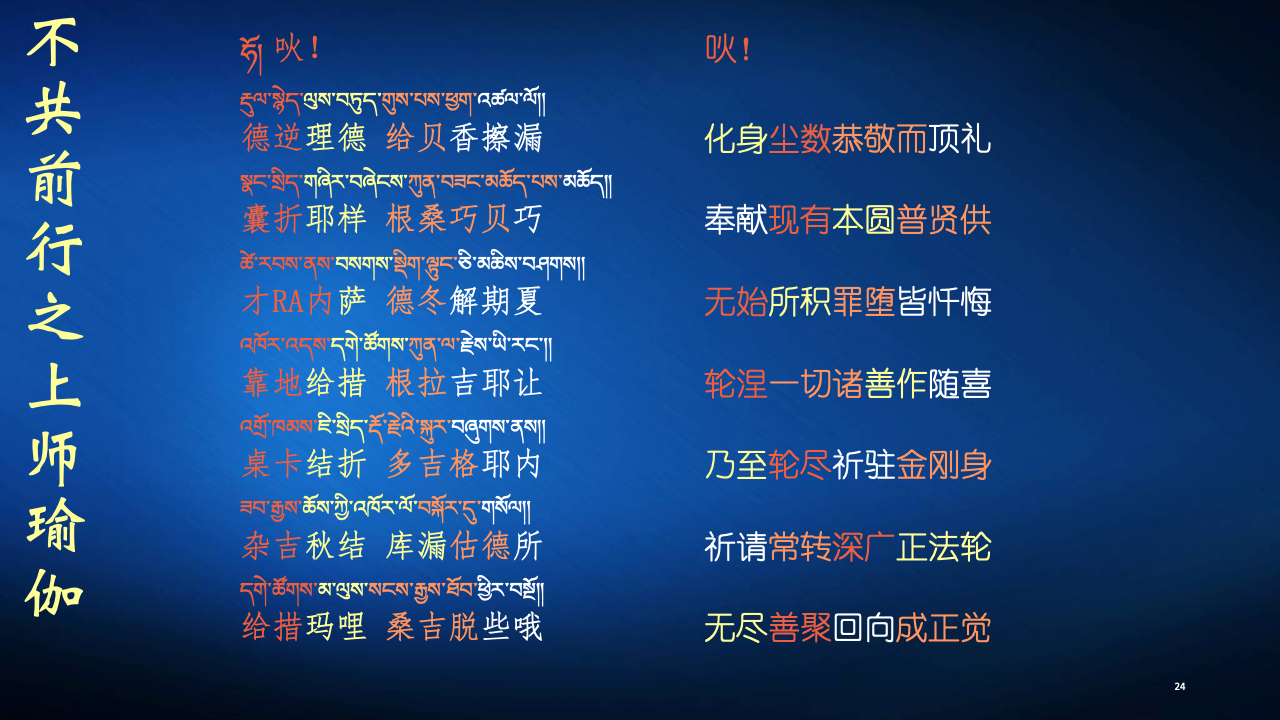 不共前行之上师瑜伽
ཧོ། 吙！
རྡུལ་སྙེད་ལུས་བཏུད་གུས་པས་ཕྱག་འཚལ་ལོ།།
德逆理德 给贝香擦漏
སྣང་སྲིད་གཞིར་བཞེངས་ཀུན་བཟང་མཆོད་པས་མཆོད།།
囊折耶样 根桑巧贝巧
ཚེ་རབས་ནས་བསགས་སྡིག་ལྟུང་ཅི་མཆིས་བཤགས།།
才RA内萨 德冬解期夏
འཁོར་འདས་དགེ་ཚོགས་ཀུན་ལ་རྗེས་ཡི་རང་།།
靠地给措 根拉吉耶让
འགྲོ་ཁམས་ཇི་སྲིད་རྡོ་རྗེའི་སྐུར་བཞུགས་ནས།།
桌卡结折 多吉格耶内
ཟབ་རྒྱས་ཆོས་ཀྱི་འཁོར་ལོ་བསྐོར་དུ་གསོལ།།
杂吉秋结 库漏估德所
དགེ་ཚོགས་མ་ལུས་སངས་རྒྱས་ཐོབ་ཕྱིར་བསྔོ།།
给措玛哩 桑吉脱些哦
吙！
化身尘数恭敬而顶礼
奉献现有本圆普贤供
无始所积罪堕皆忏悔
轮涅一切诸善作随喜
乃至轮尽祈驻金刚身
祈请常转深广正法轮
无尽善聚回向成正觉
24